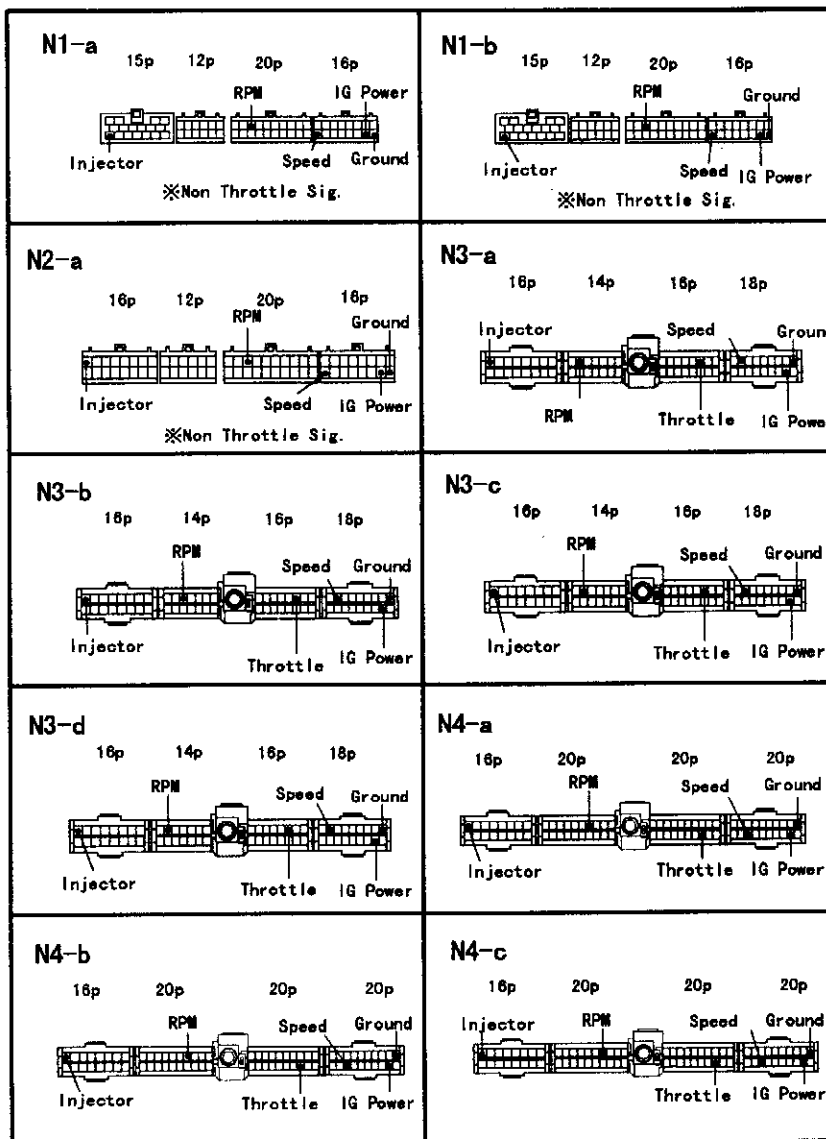 N1-a
15p 12p 20p 16p
RPM IG Power
Injector Speed Ground
※Non Throttle Sig.
N1-b
15p 12p 20p 16p
RPM Ground
Injector Speed IG Power
※Non Throttle Sig.
N2-a
16p 12p 20p 16p
RPM Ground
Injector Speed IG Power
※Non Throttle Sig.
N3-a
16p 14p 16p 18p
Injector Speed Ground
RPM Throttle IG Power
N3-b
16p 14p 16p 18p
RPM Speed Ground
Injector Throttle IG Power
N3-c
16p 14p 16p 18p
RPM Speed Ground
Injector Throttle IG Power
N3-d
16p 14p 16p 18p
RPM Speed Ground
Injector Throttle IG Power
N4-a
16p 20p 20p 20p
RPM Speed Ground
Injector Throttle IG Power
N4-b
16p 20p 20p 20p
RPM Speed Ground
Injector Throttle IG Power
N4-c
16p 20p 20p 20p
Injector RPM Speed Ground
Throttle IG Power